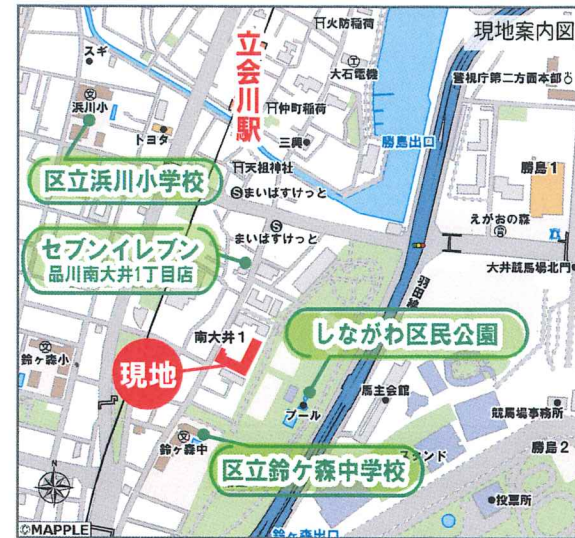 現地案内図
火防稲荷
スギ
大石電機
警視庁第二方面本部
立会川駅
浜川小
仲町稲荷
トヨタ
三興
勝島出口
区立浜川小学校
天祖神社
勝島1
まいばすけっと
えがおの森
セブンイレブン
品川南大井1丁目店
まいばすけっと
大井競馬場北門
羽田線
南大井1
しながわ区民公園
鈴ヶ森小
現地
プール
馬主会館
競馬場事務所
鈴ヶ森中
区立鈴ケ森中学校
スタンド
勝島2
N
投票所
©MAPPLE
鈴ヶ森出口